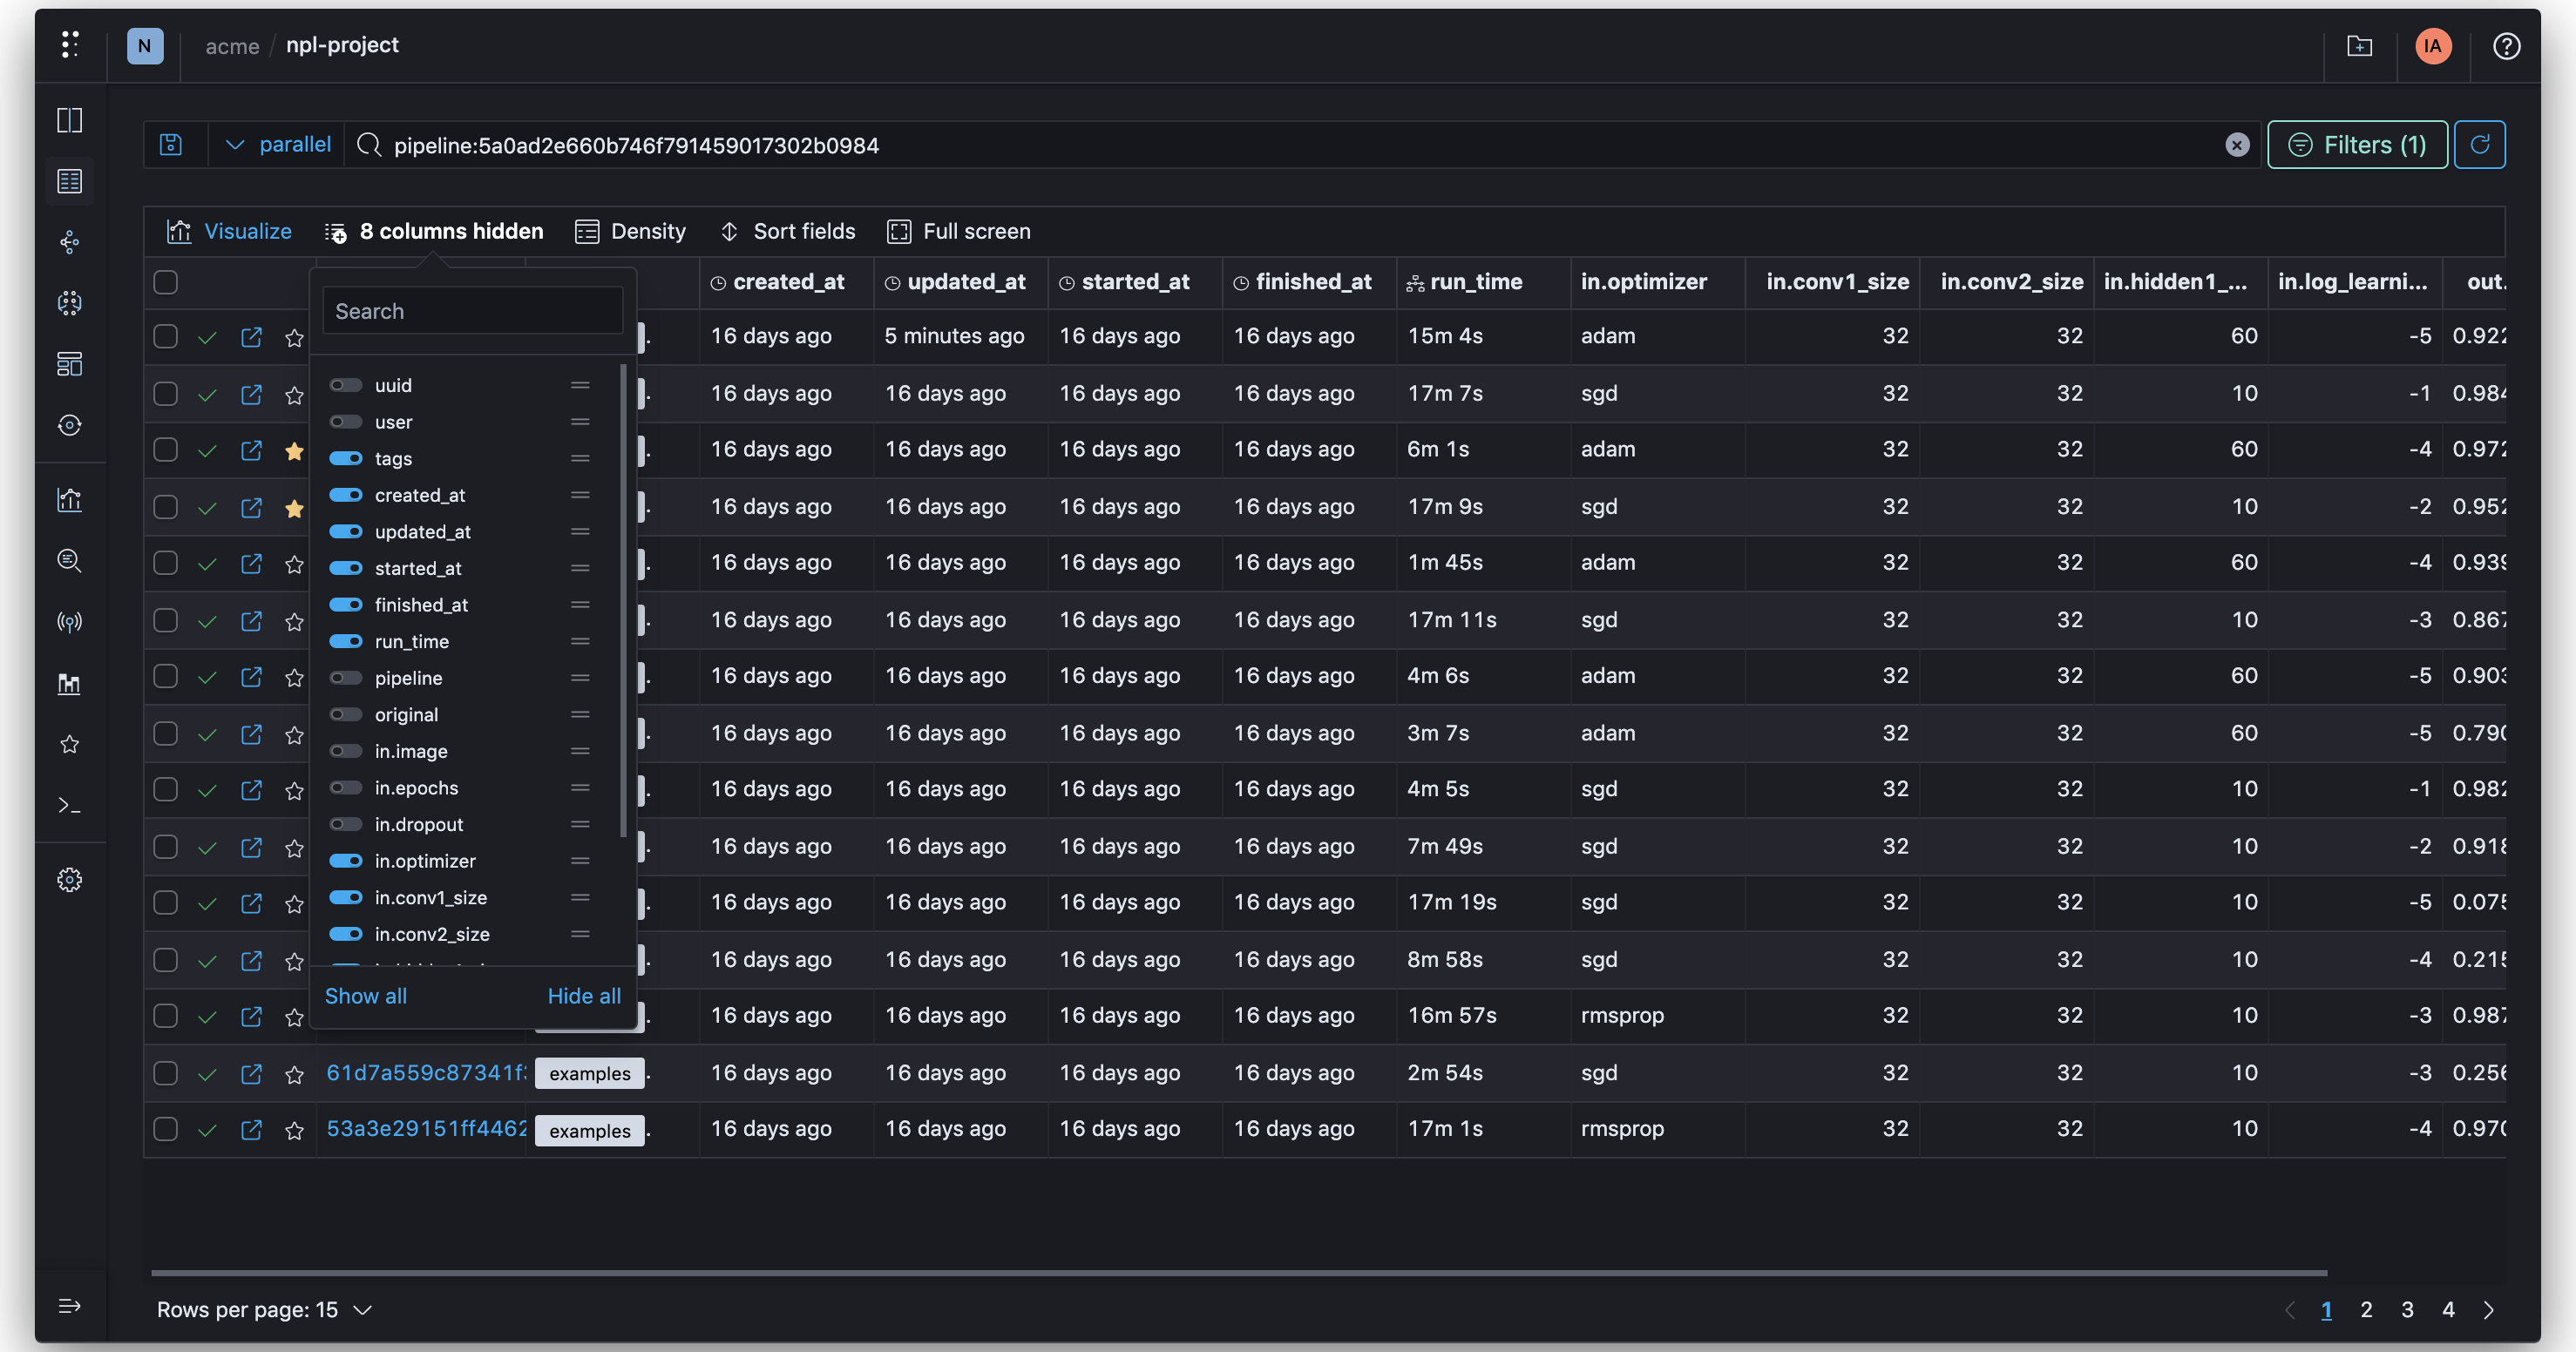 N acme / npl-project IA
parallel pipeline:5a0ad2e660b746f791459017302b0984 Filters (1)
Visualize 8 columns hidden Density Sort fields Full screen
created_at updated_at started_at finished_at run_time in.optimizer in.conv1_size in.conv2_size in.hidden1_... in.log_learni... out.
16 days ago 5 minutes ago 16 days ago 16 days ago 15m 4s adam 32 32 60 -5 0.922
16 days ago 16 days ago 16 days ago 16 days ago 17m 7s sgd 32 32 10 -1 0.984
16 days ago 16 days ago 16 days ago 16 days ago 6m 1s adam 32 32 60 -4 0.972
16 days ago 16 days ago 16 days ago 16 days ago 17m 9s sgd 32 32 10 -2 0.952
16 days ago 16 days ago 16 days ago 16 days ago 1m 45s adam 32 32 60 -4 0.939
16 days ago 16 days ago 16 days ago 16 days ago 17m 11s sgd 32 32 10 -3 0.867
16 days ago 16 days ago 16 days ago 16 days ago 4m 6s adam 32 32 60 -5 0.903
16 days ago 16 days ago 16 days ago 16 days ago 3m 7s adam 32 32 60 -5 0.790
16 days ago 16 days ago 16 days ago 16 days ago 4m 5s sgd 32 32 10 -1 0.982
16 days ago 16 days ago 16 days ago 16 days ago 7m 49s sgd 32 32 10 -2 0.918
16 days ago 16 days ago 16 days ago 16 days ago 17m 19s sgd 32 32 10 -5 0.075
16 days ago 16 days ago 16 days ago 16 days ago 8m 58s sgd 32 32 10 -4 0.215
16 days ago 16 days ago 16 days ago 16 days ago 16m 57s rmsprop 32 32 10 -3 0.987
61d7a559c87341f examples . 16 days ago 16 days ago 16 days ago 16 days ago 2m 54s sgd 32 32 10 -3 0.256
53a3e29151ff4462 examples . 16 days ago 16 days ago 16 days ago 16 days ago 17m 1s rmsprop 32 32 10 -4 0.970
Search
uuid
user
tags
created_at
updated_at
started_at
finished_at
run_time
pipeline
original
in.image
in.epochs
in.dropout
in.optimizer
in.conv1_size
in.conv2_size
Show all Hide all
Rows per page: 15
1 2 3 4